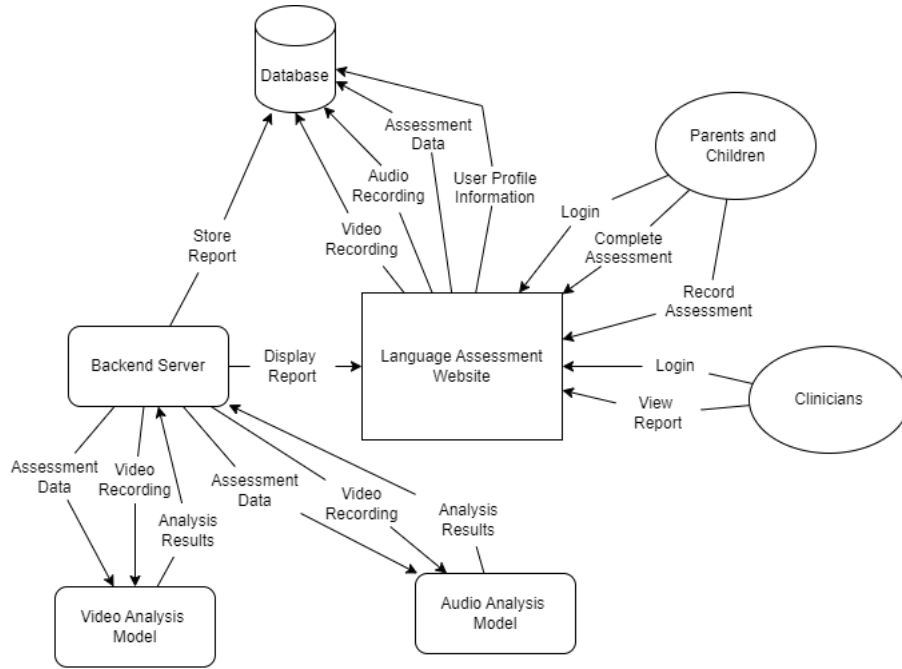 Database
Assessment
Data
Audio
Recording
Video
Recording
User Profile
Information
Parents and
Children
Login
Complete
Assessment
Record
Assessment
Store
Report
Backend Server
Display
Report
Language Assessment
Website
Login
View
Report
Clinicians
Assessment
Data
Video
Recording
Analysis
Results
Assessment
Data
Video
Recording
Analysis
Results
Video Analysis
Model
Audio Analysis
Model